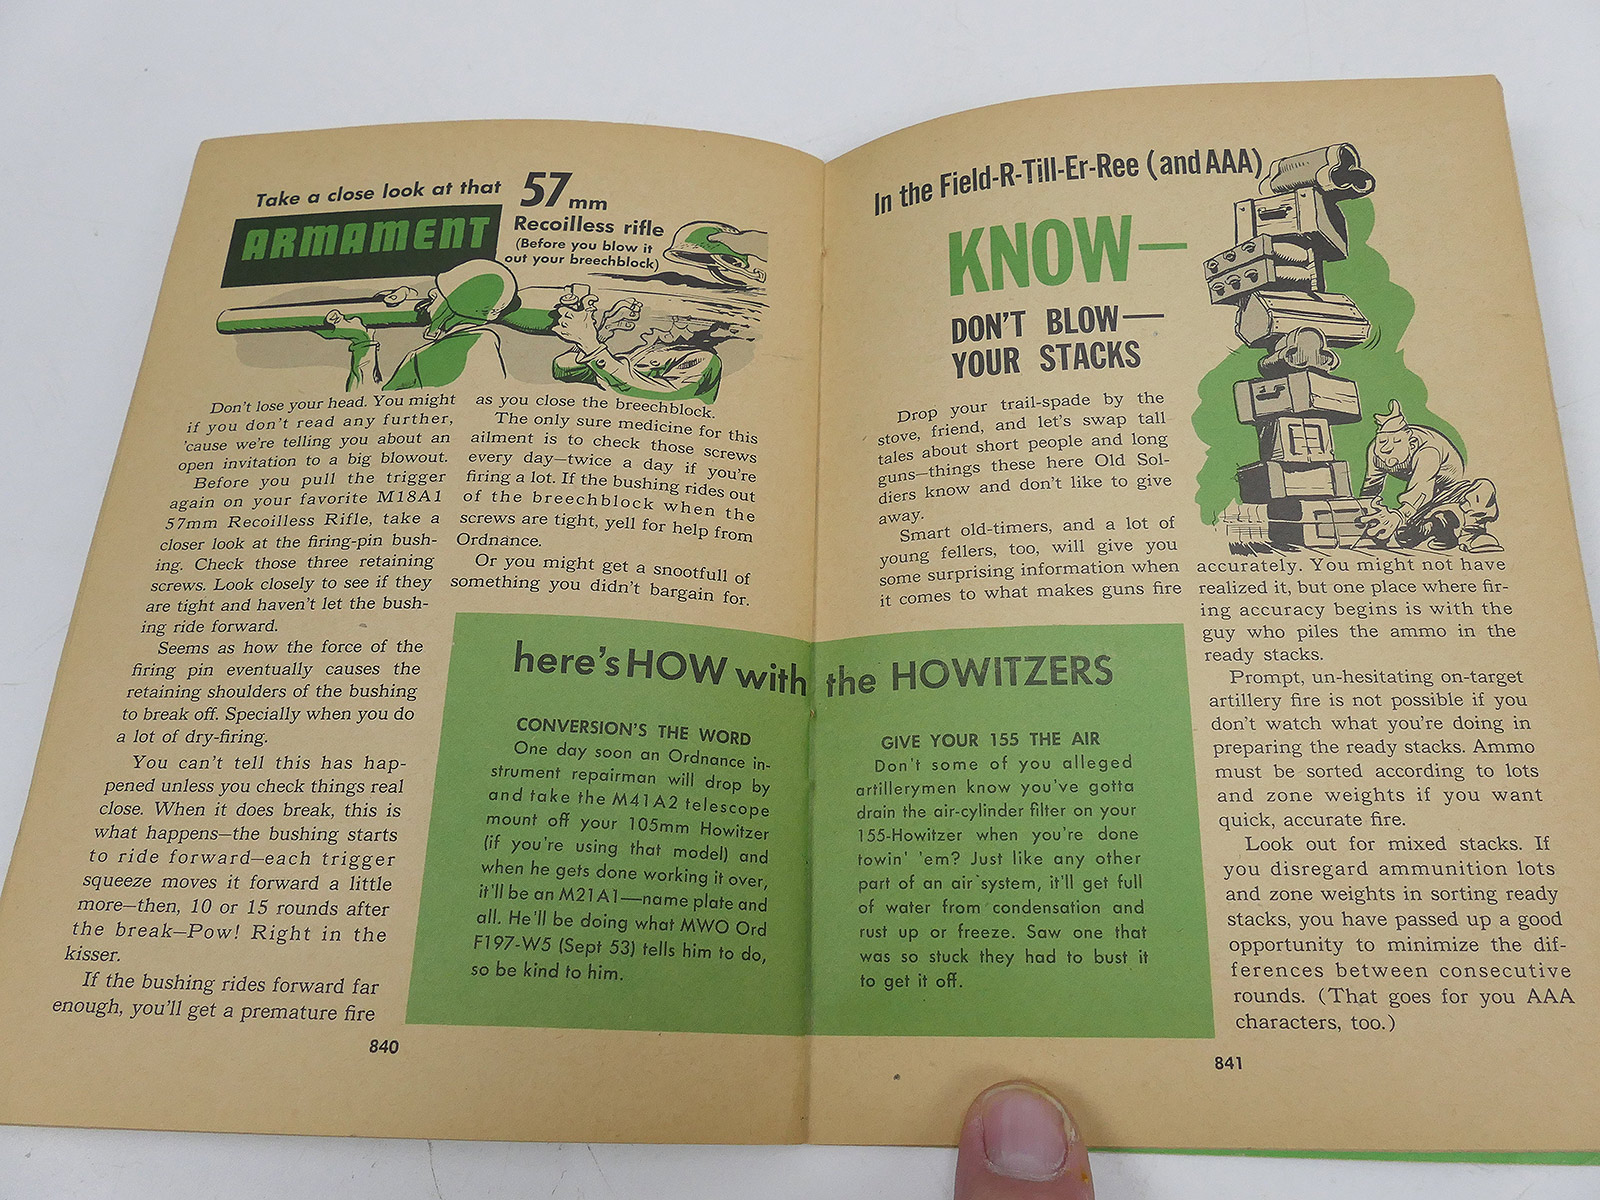 Take a close look at that
ARMAMENT
57mm
Recoilless rifle
(Before you blow it
out your breechblock)
Don't lose your head. You might
if you don't read any further,
'cause we're telling you about an
open invitation to a big blowout.
Before you pull the trigger
again on your favorite M18A1
57mm Recoilless Rifle, take a
closer look at the firing-pin bush-
ing. Check those three retaining
screws. Look closely to see if they
are tight and haven't let the bush-
ing ride forward.
Seems as how the force of the
firing pin eventually causes the
retaining shoulders of the bushing
to break off. Specially when you do
a lot of dry-firing.
You can't tell this has hap-
pened unless you check things real
close. When it does break, this is
what happens—the bushing starts
to ride forward—each trigger
squeeze moves it forward a little
more—then, 10 or 15 rounds after
the break—Pow! Right in the
kisser.
If the bushing rides forward far
enough, you'll get a premature fire
as you close the breechblock.
The only sure medicine for this
ailment is to check those screws
every day—twice a day if you're
firing a lot. If the bushing rides out
of the breechblock when the
screws are tight, yell for help from
Ordnance.
Or you might get a snootfull of
something you didn't bargain for.
here's HOW with the HOWITZERS
CONVERSION'S THE WORD
One day soon an Ordnance in-
strument repairman will drop by
and take the M41A2 telescope
mount off your 105mm Howitzer
(if you're using that model) and
when he gets done working it over,
it'll be an M21A1—name plate and
all. He'll be doing what MWO Ord
F197-W5 (Sept 53) tells him to do,
so be kind to him.
840
In the Field-R-Till-Er-Ree (and AAA)
KNOW—
DON'T BLOW—
YOUR STACKS
Drop your trail-spade by the
stove, friend, and let's swap tall
tales about short people and long
guns—things these here Old Sol-
diers know and don't like to give
away.
Smart old-timers, and a lot of
young fellers, too, will give you
some surprising information when
it comes to what makes guns fire
accurately. You might not have
realized it, but one place where fir-
ing accuracy begins is with the
guy who piles the ammo in the
ready stacks.
Prompt, un-hesitating on-target
artillery fire is not possible if you
don't watch what you're doing in
preparing the ready stacks. Ammo
must be sorted according to lots
and zone weights if you want
quick, accurate fire.
Look out for mixed stacks. If
you disregard ammunition lots
and zone weights in sorting ready
stacks, you have passed up a good
opportunity to minimize the dif-
ferences between consecutive
rounds. (That goes for you AAA
characters, too.)
GIVE YOUR 155 THE AIR
Don't some of you alleged
artillerymen know you've gotta
drain the air-cylinder filter on your
155-Howitzer when you're done
towin' 'em? Just like any other
part of an air system, it'll get full
of water from condensation and
rust up or freeze. Saw one that
was so stuck they had to bust it
to get it off.
841